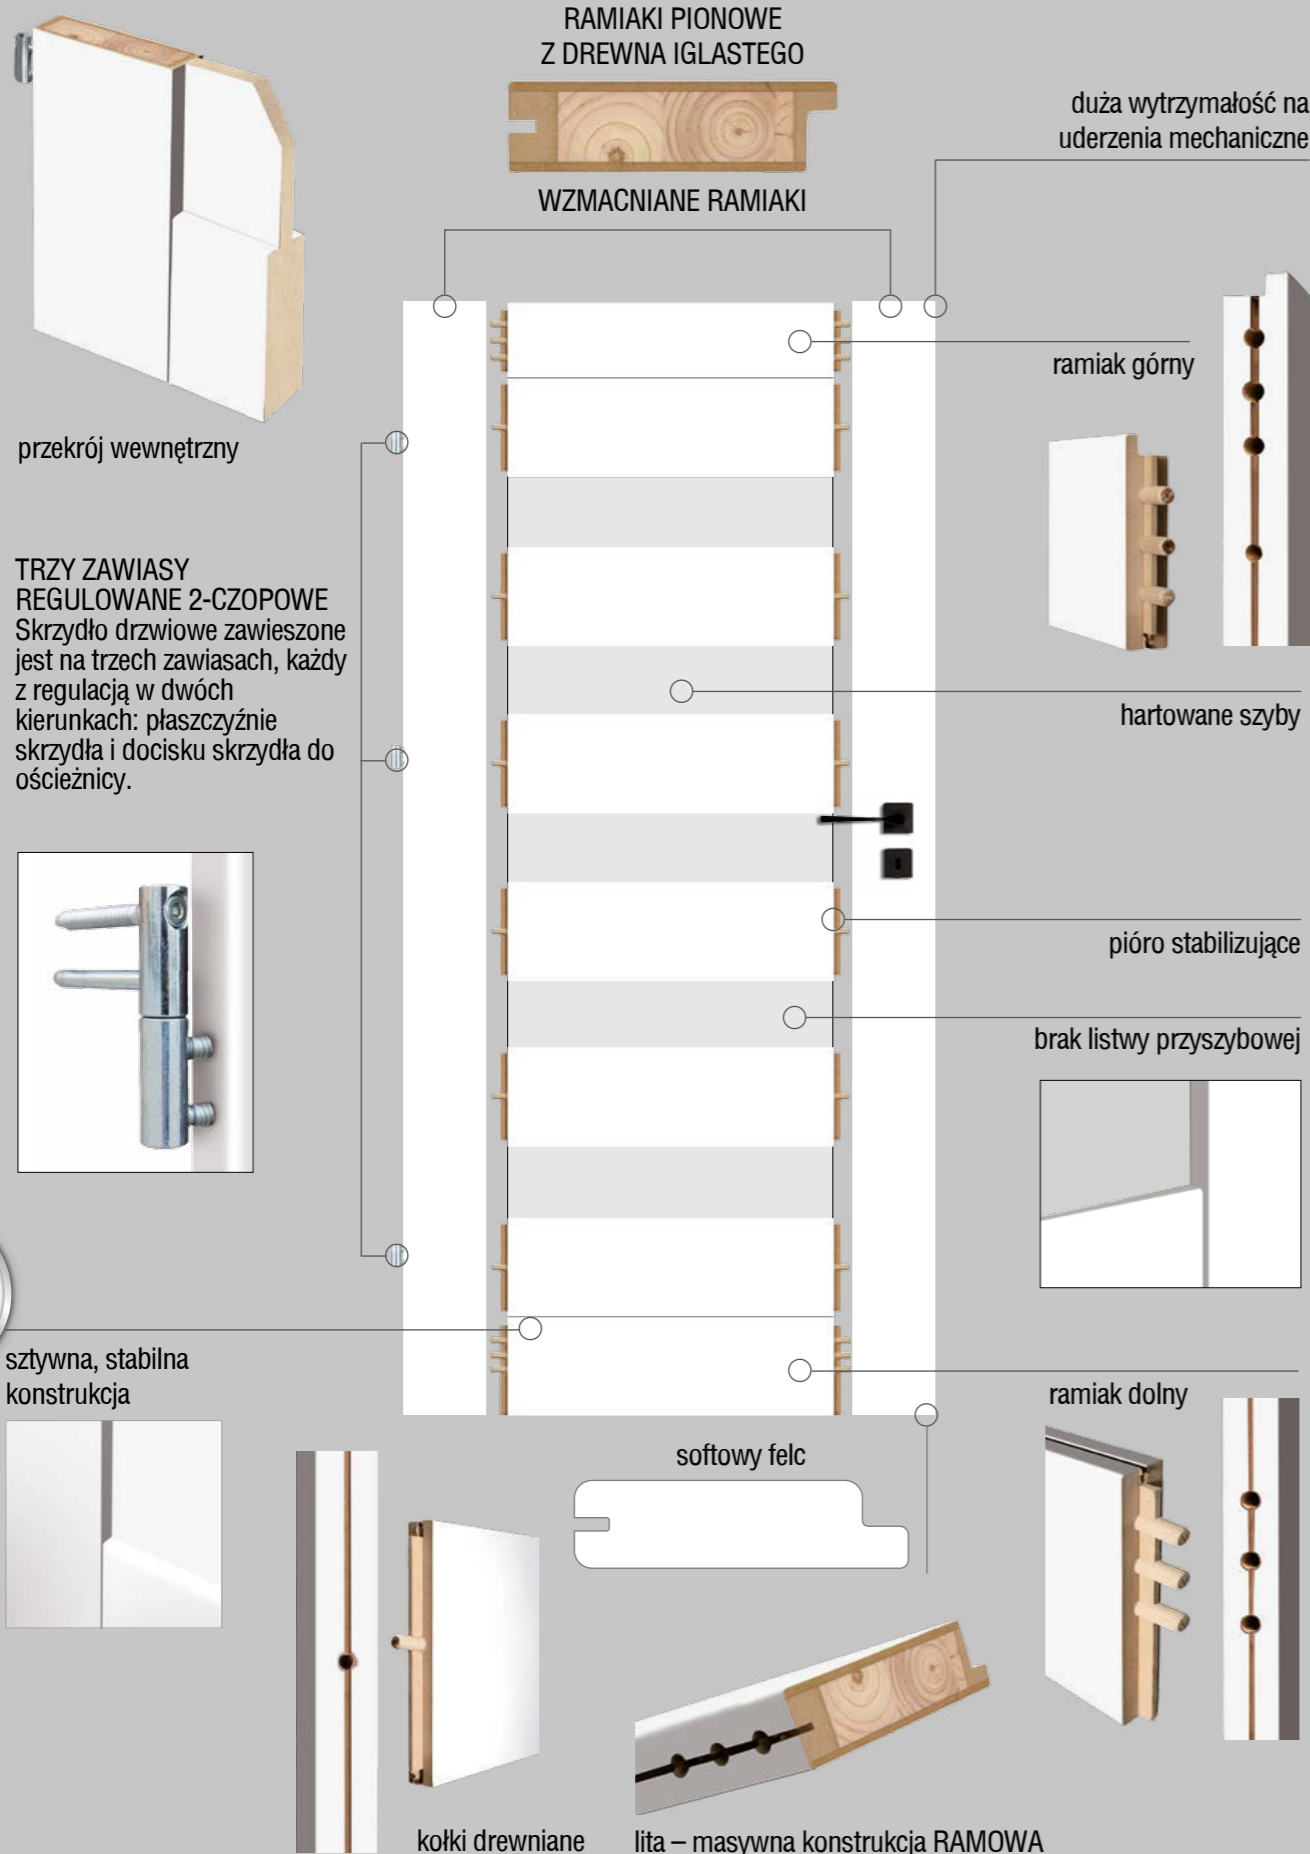 RAMIAKI PIONOWE
Z DREWNA IGLASTEGO
WZMACNIANE RAMIAKI
duża wytrzymałość na
uderzenia mechaniczne
ramiak górny
przekrój wewnętrzny
TRZY ZAWIASY
REGULOWANE 2-CZOPOWE
Skrzydło drzwiowe zawieszone
jest na trzech zawiasach, każdy
z regulacją w dwóch
kierunkach: płaszczyźnie
skrzydła i docisku skrzydła do
ościeżnicy.
hartowane szyby
pióro stabilizujące
brak listwy przyszybowej
sztywna, stabilna
konstrukcja
ramiak dolny
softowy felc
kołki drewniane
lita – masywna konstrukcja RAMOWA